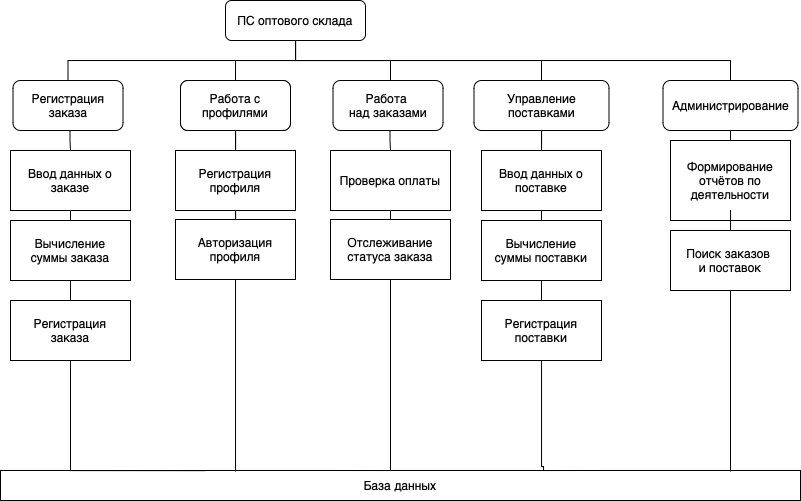 ПС оптового склада
Регистрация
заказа
Работа с
профилями
Работа
над заказами
Управление
поставками
Администрирование
Ввод данных о
заказе
Регистрация
профиля
Проверка оплаты
Ввод данных о
поставке
Формирование
отчётов по
деятельности
Вычисление
суммы заказа
Авторизация
профиля
Отслеживание
статуса заказа
Вычисление
суммы поставки
Поиск заказов
и поставок
Регистрация
заказа
Регистрация
поставки
База данных